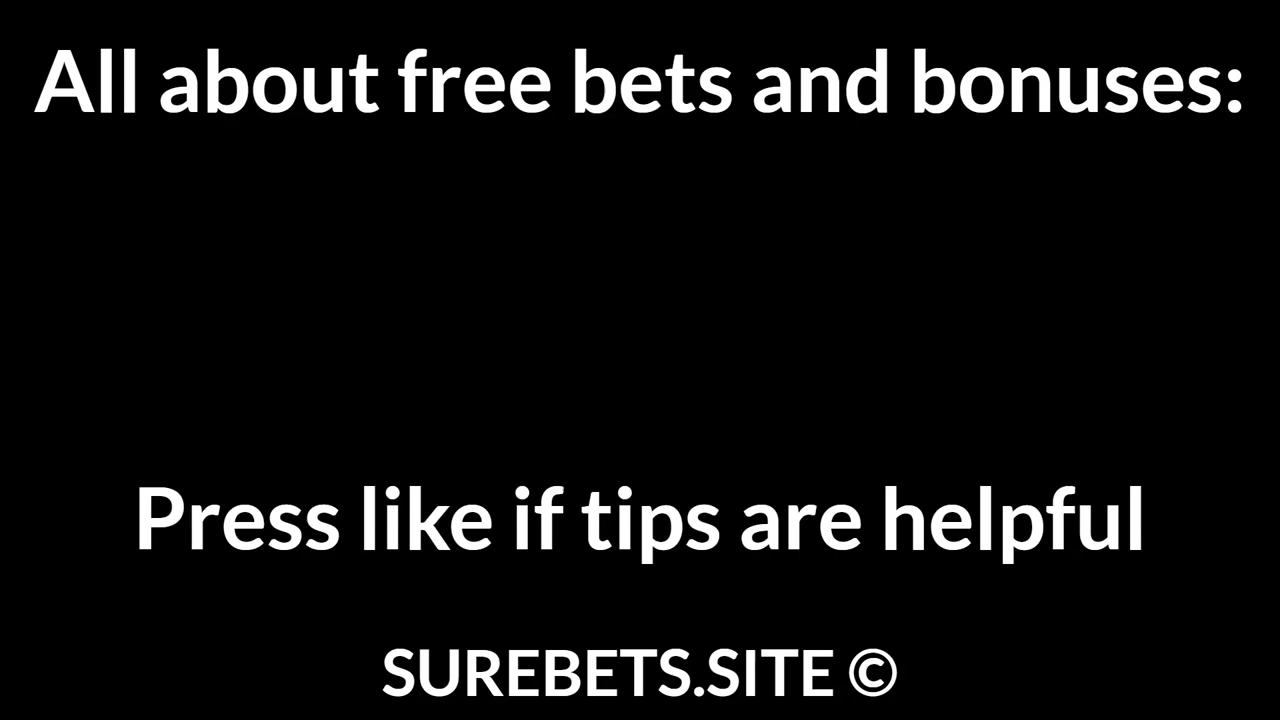 All about free bets and bonuses:
Press like if tips are helpful
SUREBETS.SITE ©